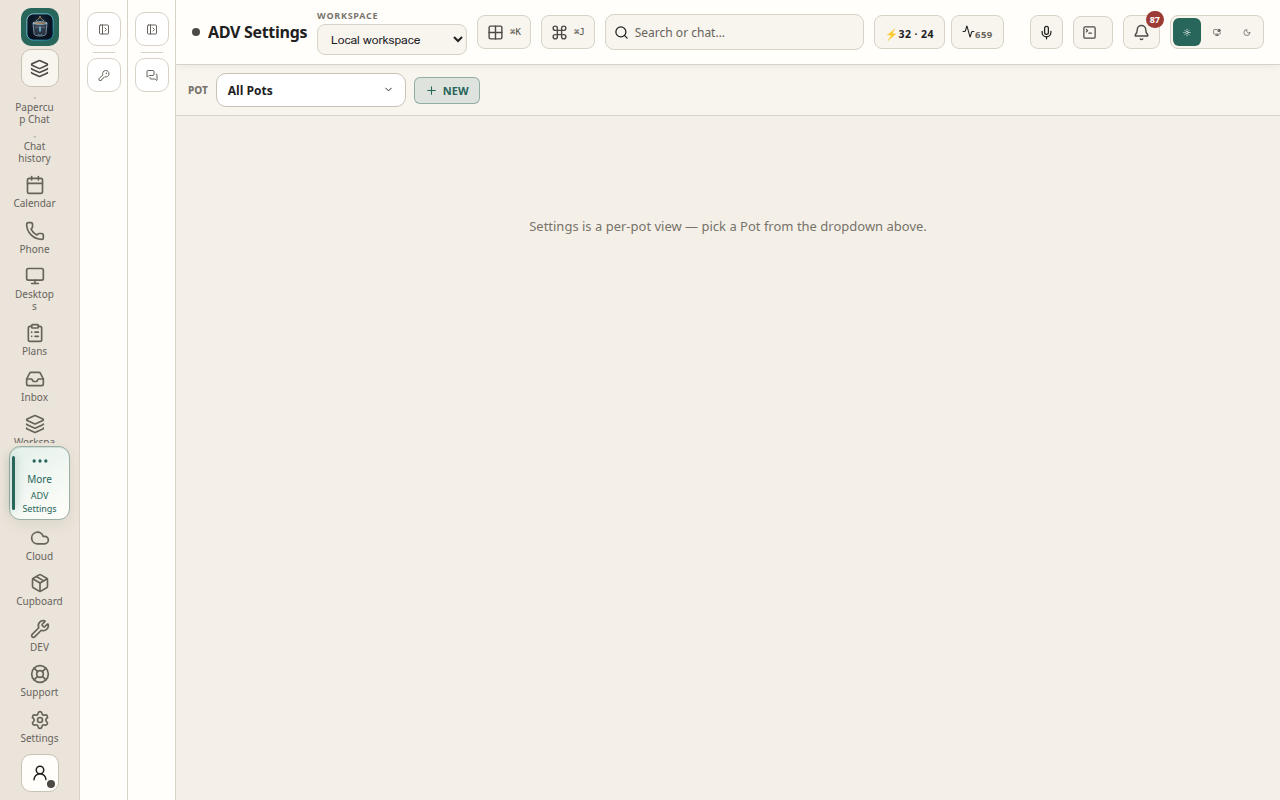 ADV Settings
WORKSPACE
Local workspace
⌘K
⌘J
Search or chat...
⚡32 · 24
659
87
POT
All Pots
+ NEW
Settings is a per-pot view — pick a Pot from the dropdown above.
Papercu
p Chat
Chat
history
Calendar
Phone
Desktop
s
Plans
Inbox
Workspa
More
ADV
Settings
Cloud
Cupboard
DEV
Support
Settings